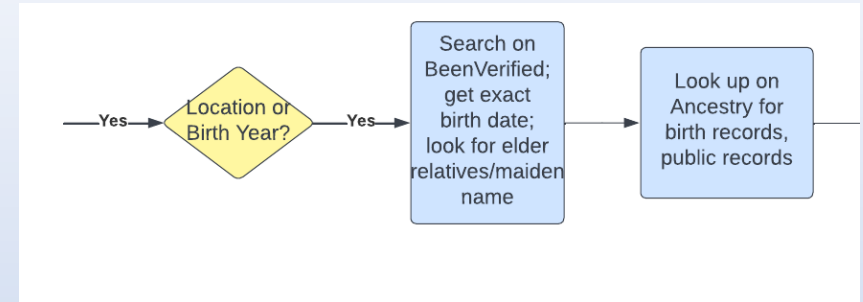 Yes
Location or
Birth Year?
Yes
Search on
BeenVerified;
get exact
birth date;
look for elder
relatives/maiden
name
Look up on
Ancestry for
birth records,
public records